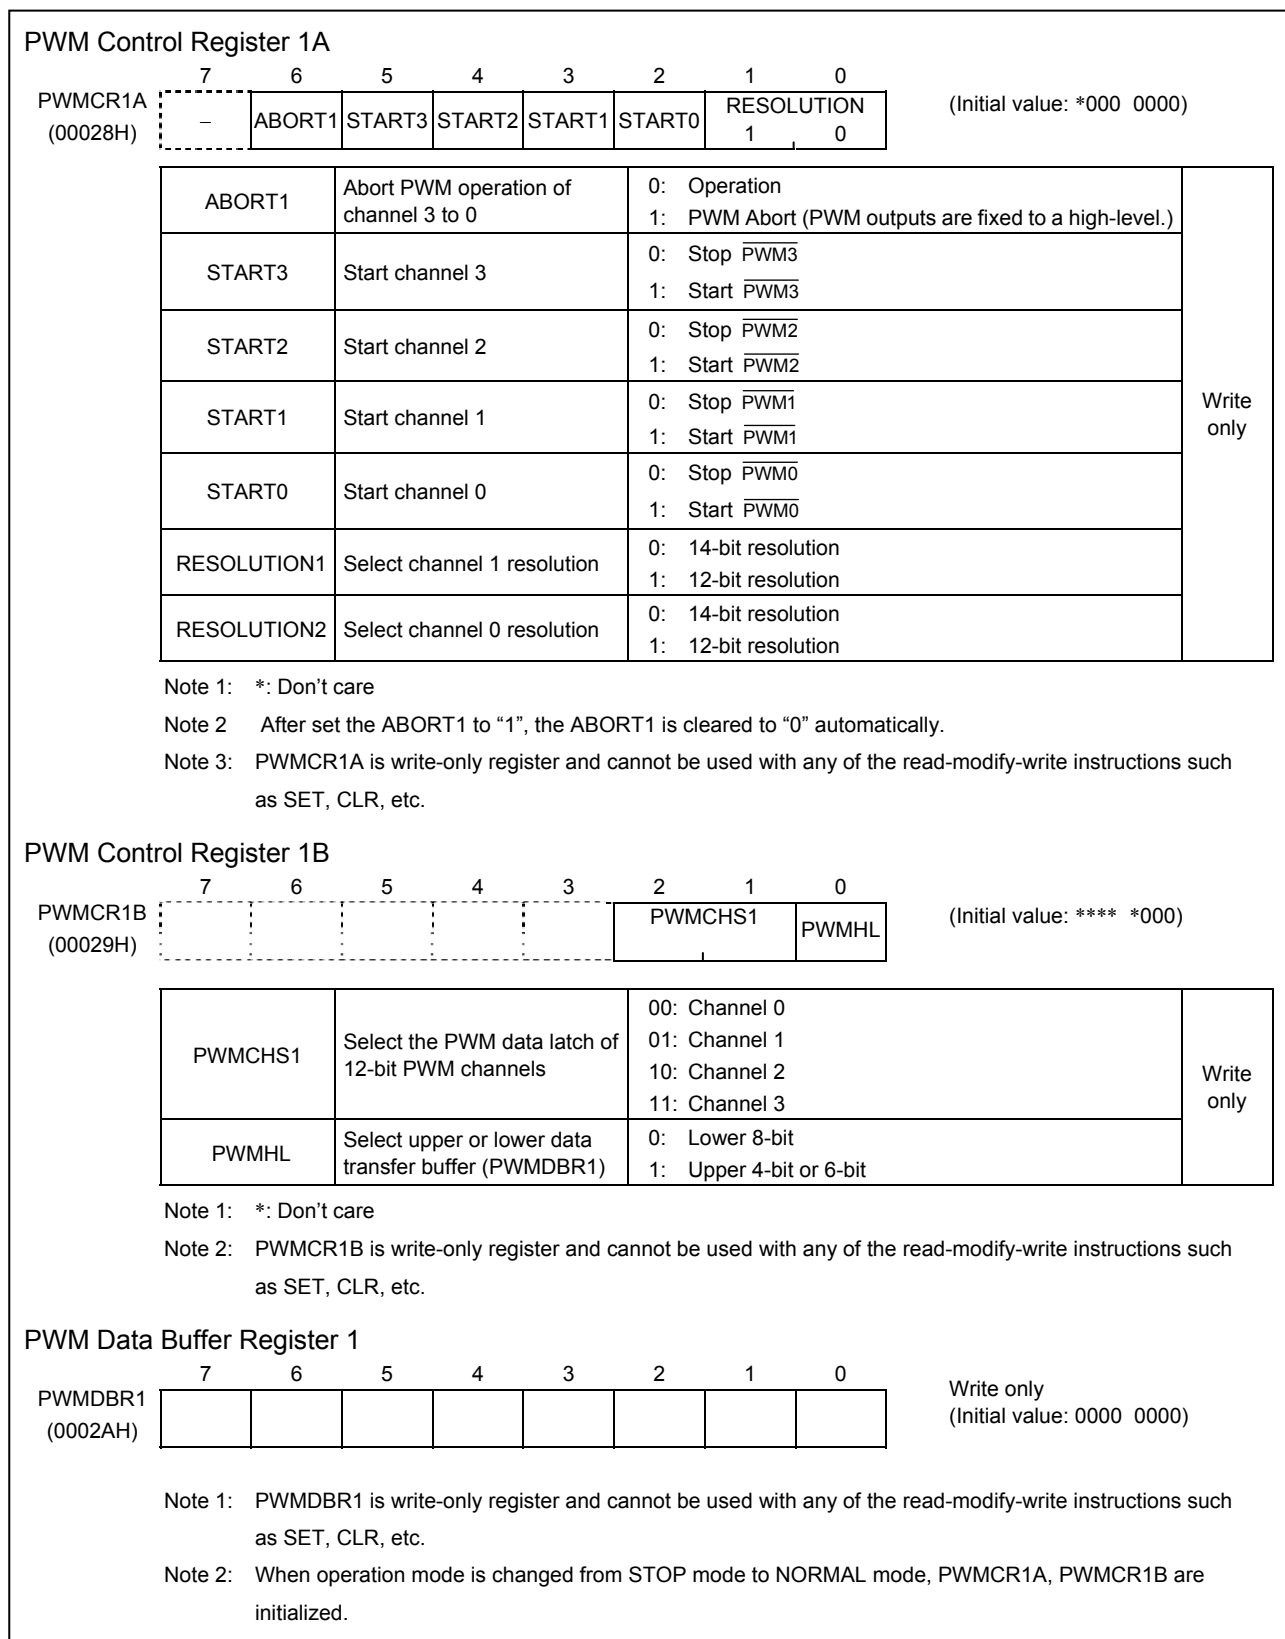 PWM Control Register 1A
7 6 5 4 3 2 1 0
PWMCR1A
(00028H)
– ABORT1 START3 START2 START1 START0 RESOLUTION
1 0
(Initial value: *000 0000)
ABORT1
Abort PWM operation of
channel 3 to 0
0: Operation
1: PWM Abort (PWM outputs are fixed to a high-level.)
START3
Start channel 3
0: Stop PWM3
1: Start PWM3
START2
Start channel 2
0: Stop PWM2
1: Start PWM2
START1
Start channel 1
0: Stop PWM1
1: Start PWM1
START0
Start channel 0
0: Stop PWM0
1: Start PWM0
RESOLUTION1
Select channel 1 resolution
0: 14-bit resolution
1: 12-bit resolution
RESOLUTION2
Select channel 0 resolution
0: 14-bit resolution
1: 12-bit resolution
Write
only
Note 1: *: Don’t care
Note 2 After set the ABORT1 to “1”, the ABORT1 is cleared to “0” automatically.
Note 3: PWMCR1A is write-only register and cannot be used with any of the read-modify-write instructions such
as SET, CLR, etc.
PWM Control Register 1B
7 6 5 4 3 2 1 0
PWMCR1B
(00029H)
PWMCHS1 PWMHL
(Initial value: **** *000)
PWMCHS1
Select the PWM data latch of
12-bit PWM channels
00: Channel 0
01: Channel 1
10: Channel 2
11: Channel 3
PWMHL
Select upper or lower data
transfer buffer (PWMDBR1)
0: Lower 8-bit
1: Upper 4-bit or 6-bit
Write
only
Note 1: *: Don’t care
Note 2: PWMCR1B is write-only register and cannot be used with any of the read-modify-write instructions such
as SET, CLR, etc.
PWM Data Buffer Register 1
7 6 5 4 3 2 1 0
PWMDBR1
(0002AH)
Write only
(Initial value: 0000 0000)
Note 1: PWMDBR1 is write-only register and cannot be used with any of the read-modify-write instructions such
as SET, CLR, etc.
Note 2: When operation mode is changed from STOP mode to NORMAL mode, PWMCR1A, PWMCR1B are
initialized.